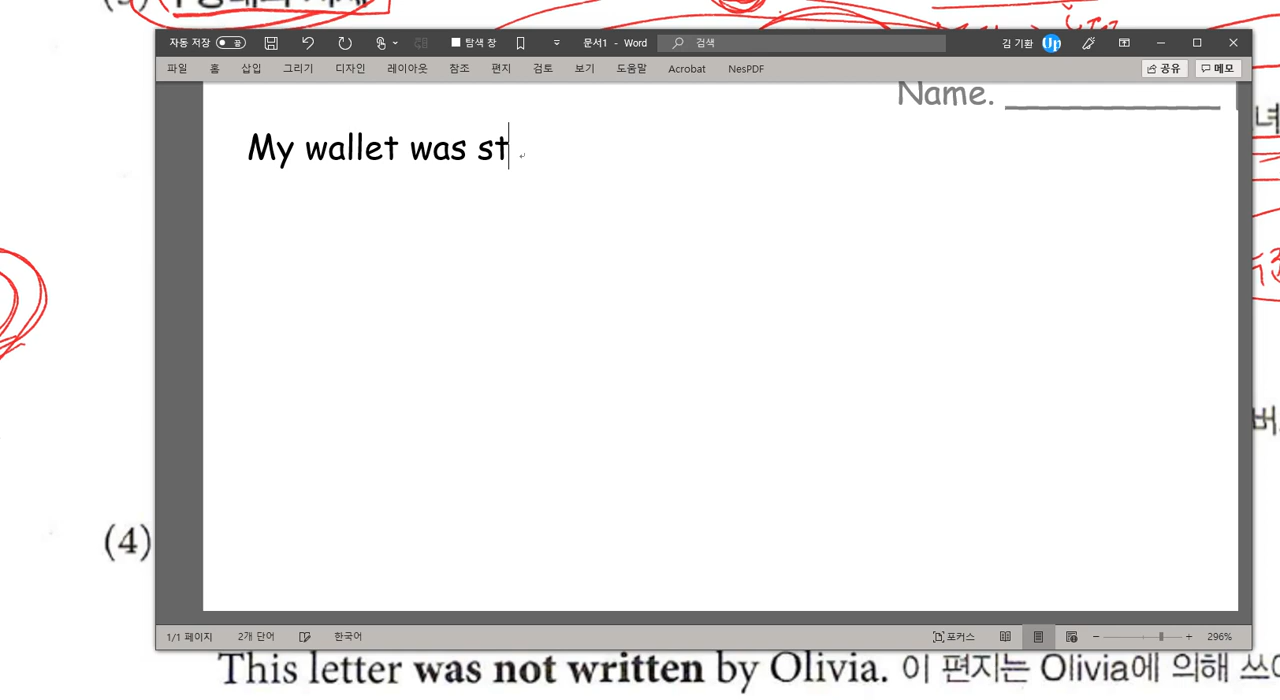 자동 저장 끔 탐색 창 문서1 - Word 검색 김 기환 Up
파일 홈 삽입 그리기 디자인 레이아웃 참조 편지 검토 보기 도움말 Acrobat NesPDF 공유 메모
Name. ____________
My wallet was st
(4)
1/1 페이지 2개 단어 한국어 포커스 296%
This letter was not written by Olivia. 이 편지는 Olivia에 의해